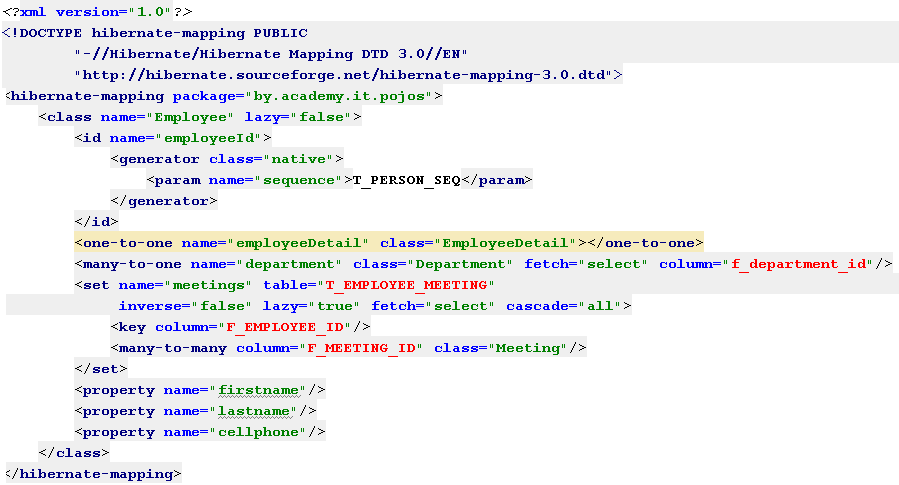 <?xml version="1.0"?>
<!DOCTYPE hibernate-mapping PUBLIC
"-//Hibernate/Hibernate Mapping DTD 3.0//EN"
"http://hibernate.sourceforge.net/hibernate-mapping-3.0.dtd">
<hibernate-mapping package="by.academy.it.pojos">
<class name="Employee" lazy="false">
<id name="employeeId">
<generator class="native">
<param name="sequence">T_PERSON_SEQ</param>
</generator>
</id>
<one-to-one name="employeeDetail" class="EmployeeDetail"></one-to-one>
<many-to-one name="department" class="Department" fetch="select" column="f_department_id"/>
<set name="meetings" table="T_EMPLOYEE_MEETING"
inverse="false" lazy="true" fetch="select" cascade="all">
<key column="F_EMPLOYEE_ID"/>
<many-to-many column="F_MEETING_ID" class="Meeting"/>
</set>
<property name="firstname"/>
<property name="lastname"/>
<property name="cellphone"/>
</class>
</hibernate-mapping>